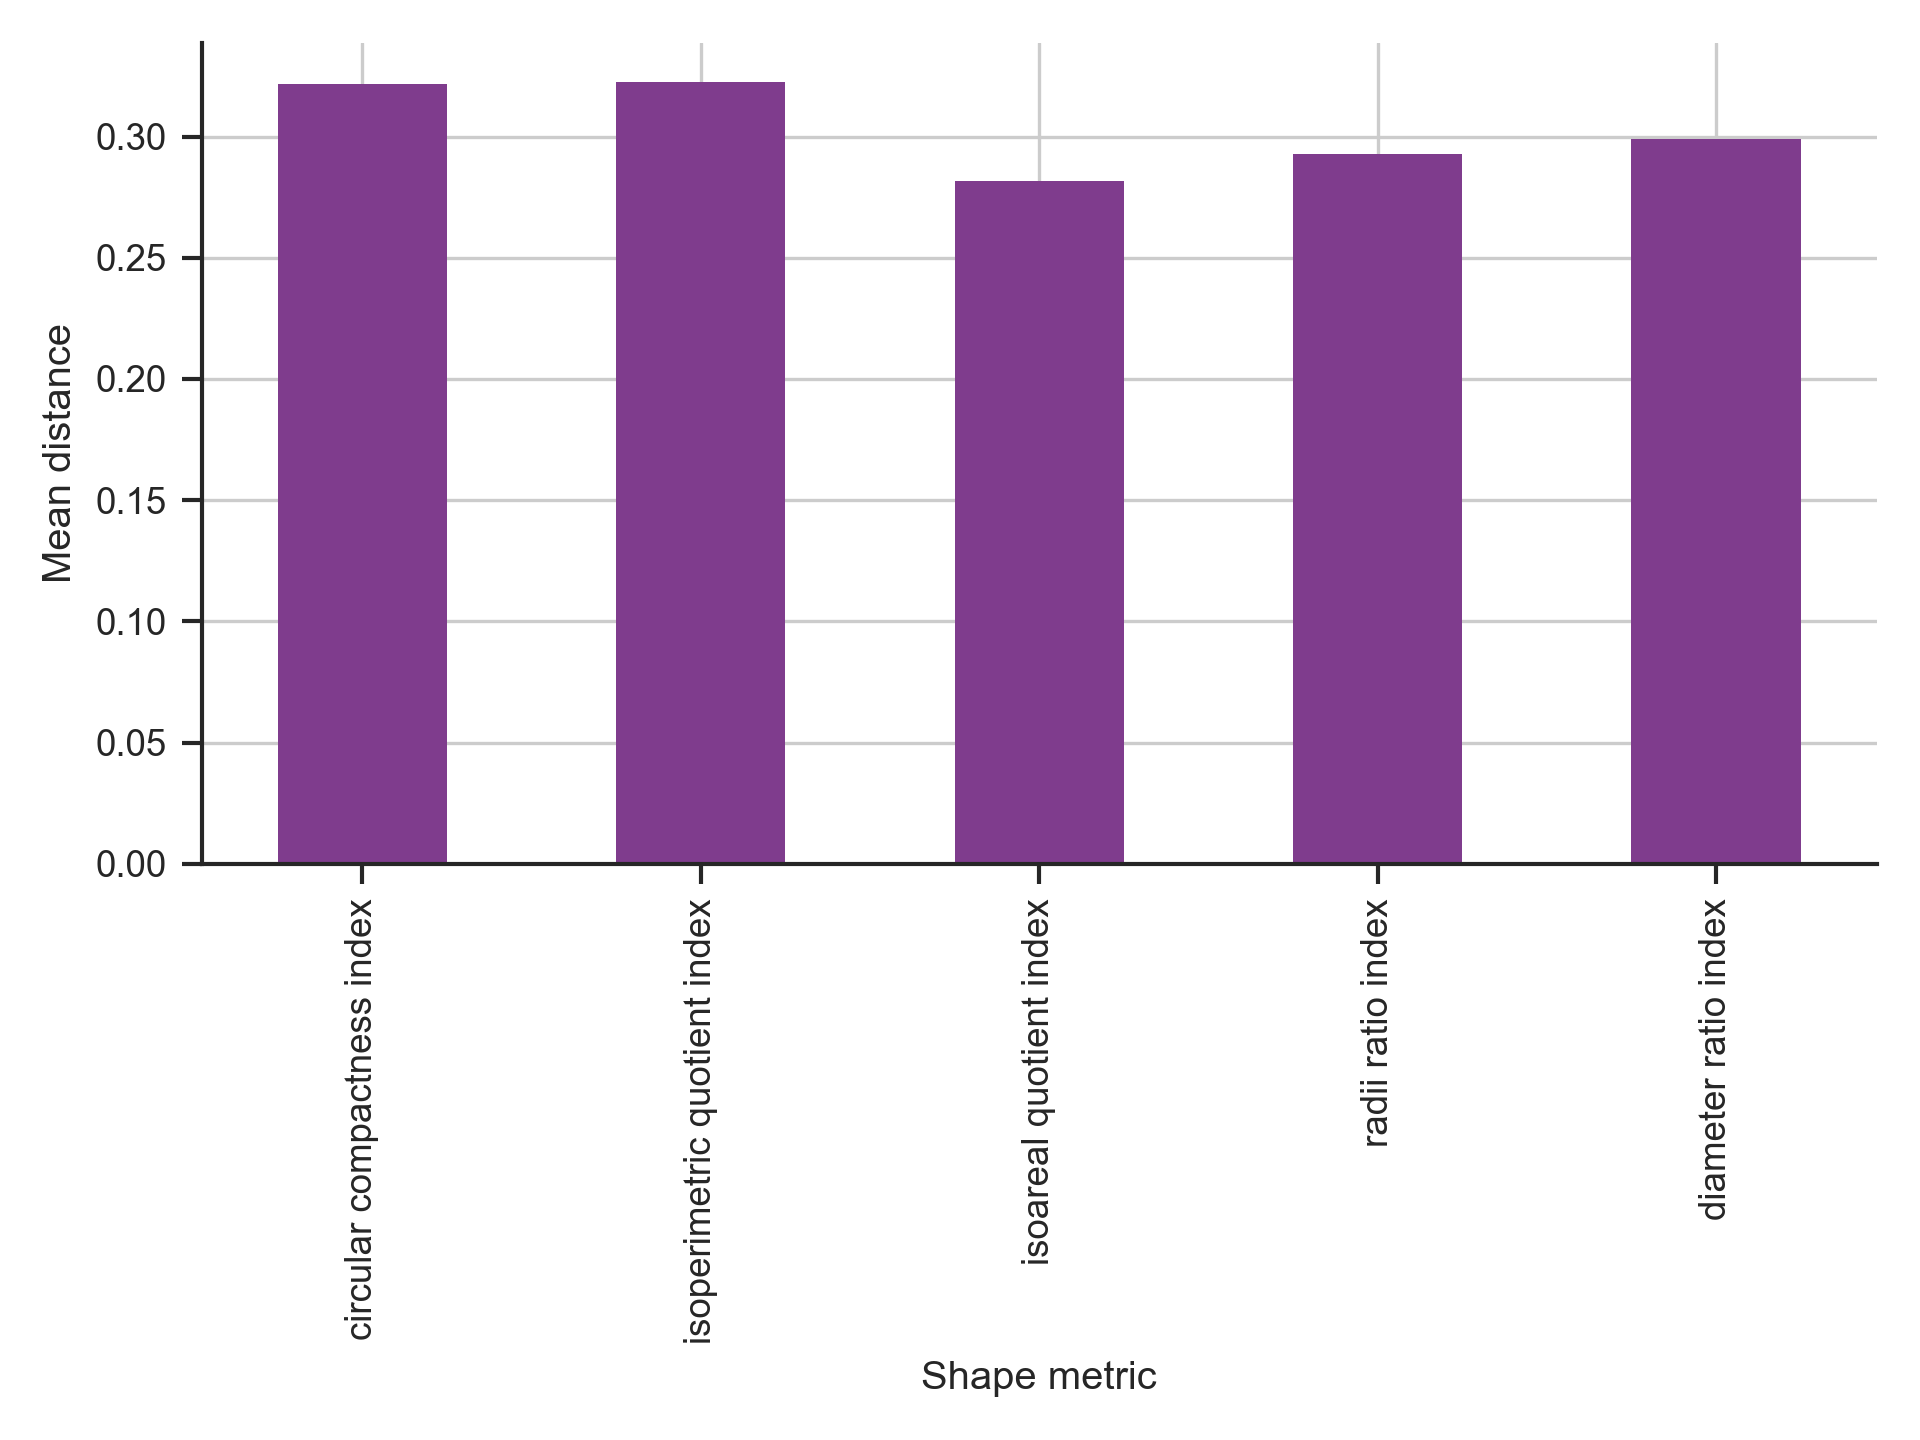 0.30
0.25
0.20
0.15
0.10
0.05
0.00
Mean distance
circular compactness index
isoperimetric quotient index
isoareal quotient index
radii ratio index
diameter ratio index
Shape metric